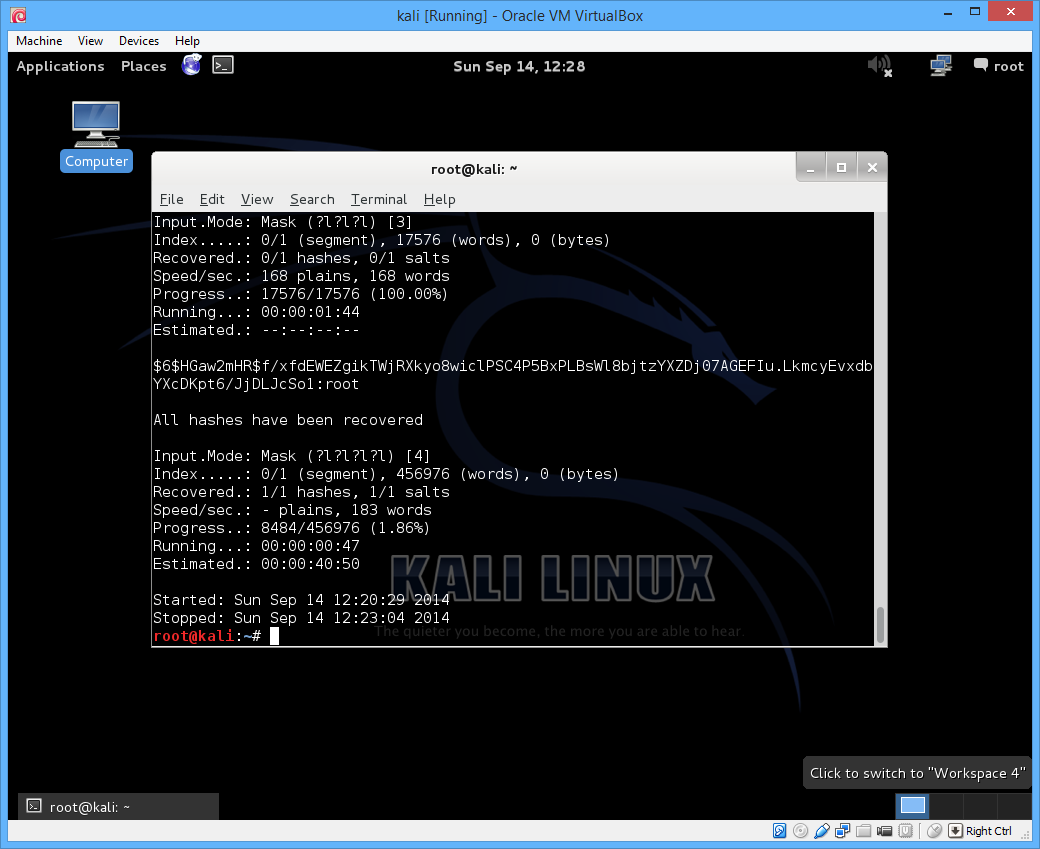 kali [Running] - Oracle VM VirtualBox
Machine View Devices Help
Applications Places Sun Sep 14, 12:28 root
Computer
root@kali: ~
File Edit View Search Terminal Help
Input.Mode: Mask (?l?l?l) [3]
Index.....: 0/1 (segment), 17576 (words), 0 (bytes)
Recovered.: 0/1 hashes, 0/1 salts
Speed/sec.: 168 plains, 168 words
Progress..: 17576/17576 (100.00%)
Running...: 00:00:01:44
Estimated.: --:--:--:--
$6$HGaw2mHR$f/xfdEWEZgikTWjRXkyo8wiclPSC4P5BxPLBsWl8bjtzYXZDj07AGEFIu.LkmcyEvxdb
YXcDKpt6/JjDLJcSo1:root
All hashes have been recovered
Input.Mode: Mask (?l?l?l?l) [4]
Index.....: 0/1 (segment), 456976 (words), 0 (bytes)
Recovered.: 1/1 hashes, 1/1 salts
Speed/sec.: - plains, 183 words
Progress..: 8484/456976 (1.86%)
Running...: 00:00:00:47
Estimated.: 00:00:40:50
KALI LINUX
Started: Sun Sep 14 12:20:29 2014
Stopped: Sun Sep 14 12:23:04 2014
The quieter you become, the more you are able to hear.
root@kali:~#
Click to switch to "Workspace 4"
root@kali: ~
Right Ctrl